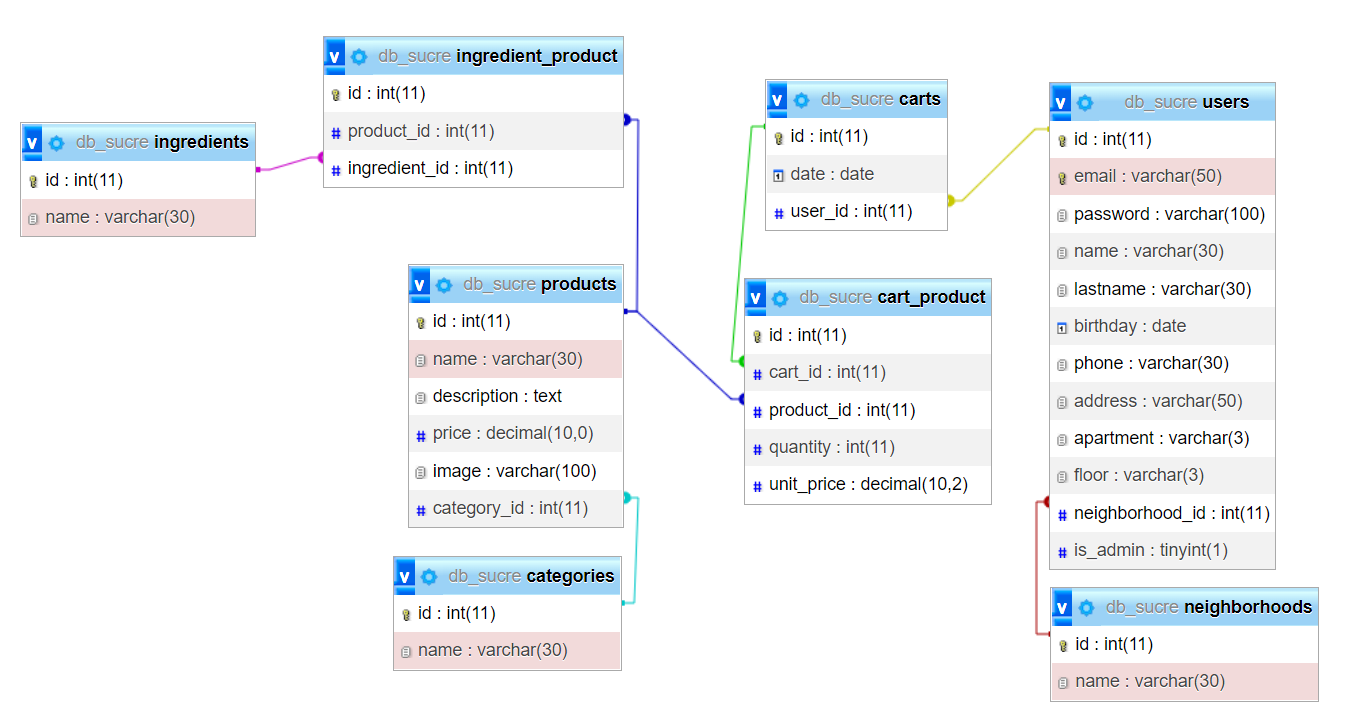 v db_sucre ingredient_product
id : int(11)
product_id : int(11)
ingredient_id : int(11)
v db_sucre ingredients
id : int(11)
name : varchar(30)
v db_sucre products
id : int(11)
name : varchar(30)
description : text
# price : decimal(10,0)
image : varchar(100)
# category_id : int(11)
v db_sucre categories
id : int(11)
name : varchar(30)
v db_sucre carts
id : int(11)
date : date
# user_id : int(11)
v db_sucre cart_product
id : int(11)
# cart_id : int(11)
# product_id : int(11)
# quantity : int(11)
# unit_price : decimal(10,2)
v db_sucre users
id : int(11)
email : varchar(50)
password : varchar(100)
name : varchar(30)
lastname : varchar(30)
birthday : date
phone : varchar(30)
address : varchar(50)
apartment : varchar(3)
floor : varchar(3)
# neighborhood_id : int(11)
# is_admin : tinyint(1)
v db_sucre neighborhoods
id : int(11)
name : varchar(30)